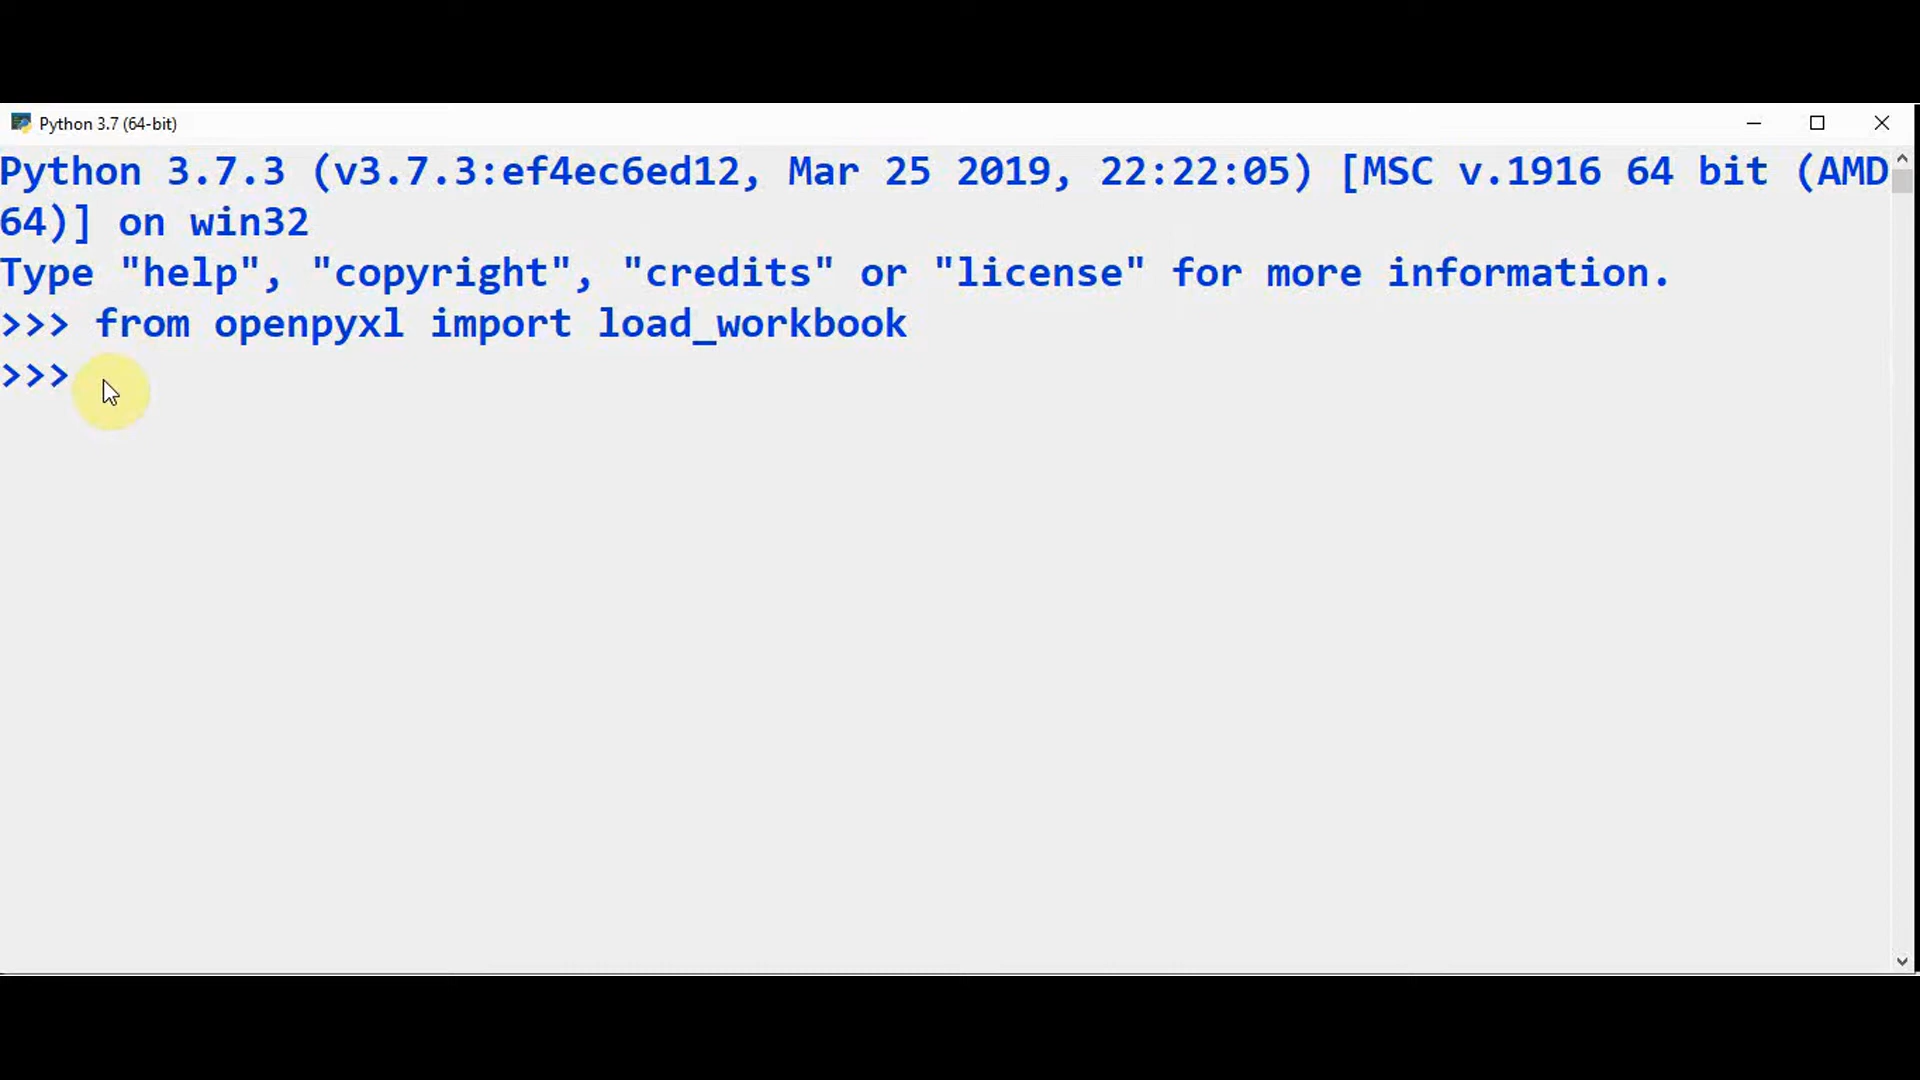 Python 3.7 (64-bit)
Python 3.7.3 (v3.7.3:ef4ec6ed12, Mar 25 2019, 22:22:05) [MSC v.1916 64 bit (AMD
64)] on win32
Type "help", "copyright", "credits" or "license" for more information.
>>> from openpyxl import load_workbook
>>>